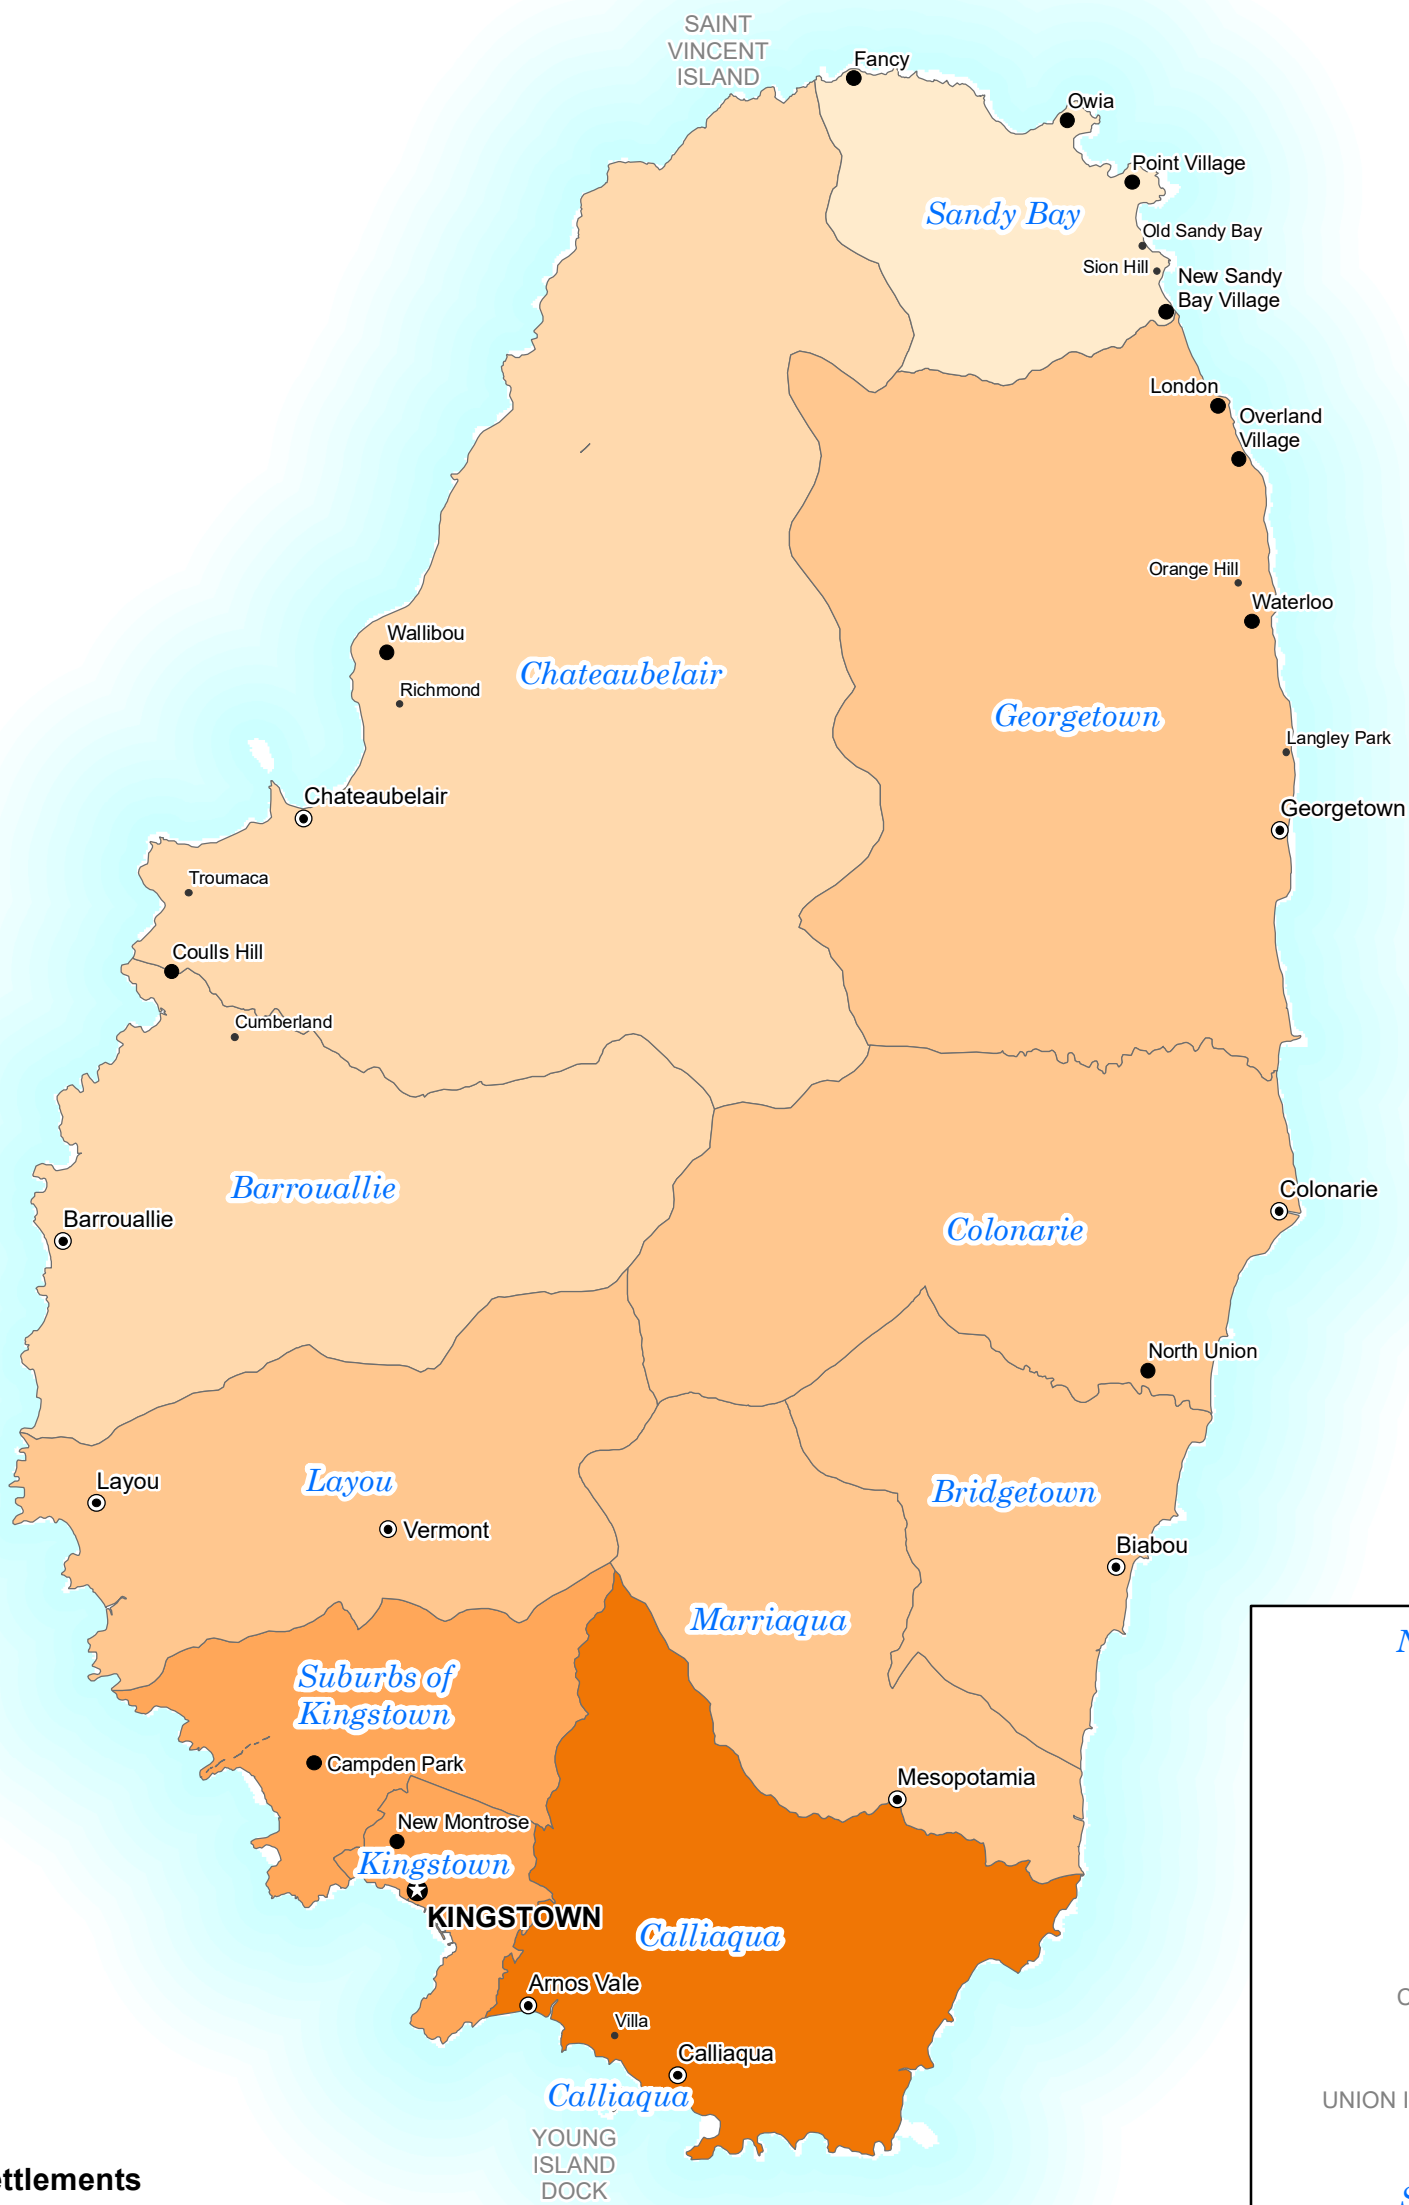 SAINT
VINCENT
ISLAND
Fancy
Owia
Point Village
Sandy Bay
Old Sandy Bay
Sion Hill
New Sandy
Bay Village
London
Overland
Village
Orange Hill
Waterloo
Wallibou
Chateaubelair
Richmond
Georgetown
Langley Park
Chateaubelair
Georgetown
Troumaca
Coulls Hill
Cumberland
Barrouallie
Colonarie
Barrouallie
Colonarie
North Union
Layou
Layou
Bridgetown
Vermont
Biabou
Marriaqua
N
Suburbs of
Kingstown
Campden Park
Mesopotamia
New Montrose
Kingstown
KINGSTOWN
Calliaqua
Arnos Vale
C
Villa
Calliaqua
Calliaqua
UNION I
YOUNG
ISLAND
DOCK
ettlements
S